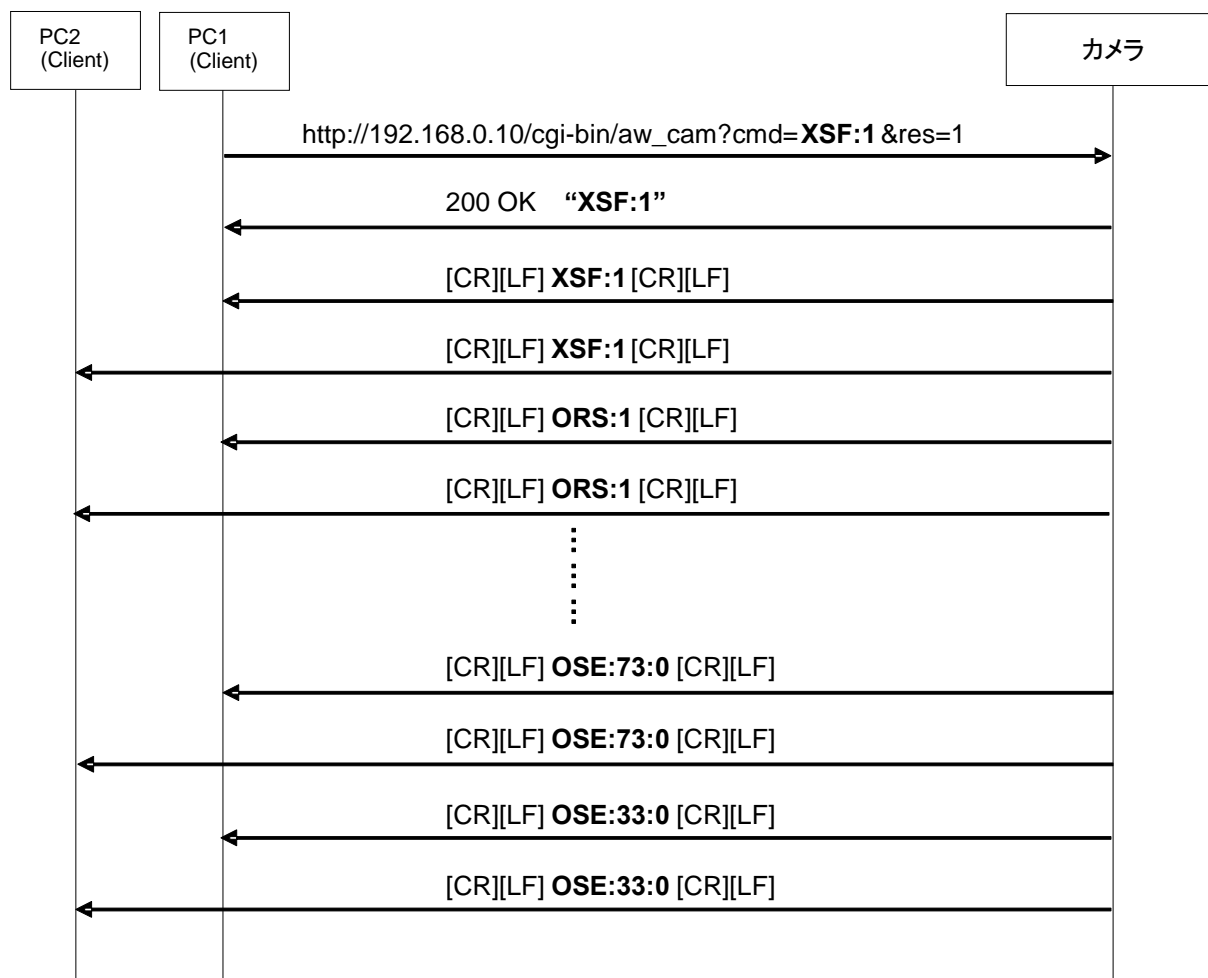 PC2
(Client)
PC1
(Client)
カメラ
http://192.168.0.10/cgi-bin/aw_cam?cmd=XSF:1&res=1
200 OK “XSF:1”
[CR][LF] XSF:1 [CR][LF]
[CR][LF] XSF:1 [CR][LF]
[CR][LF] ORS:1 [CR][LF]
[CR][LF] ORS:1 [CR][LF]
[CR][LF] OSE:73:0 [CR][LF]
[CR][LF] OSE:73:0 [CR][LF]
[CR][LF] OSE:33:0 [CR][LF]
[CR][LF] OSE:33:0 [CR][LF]